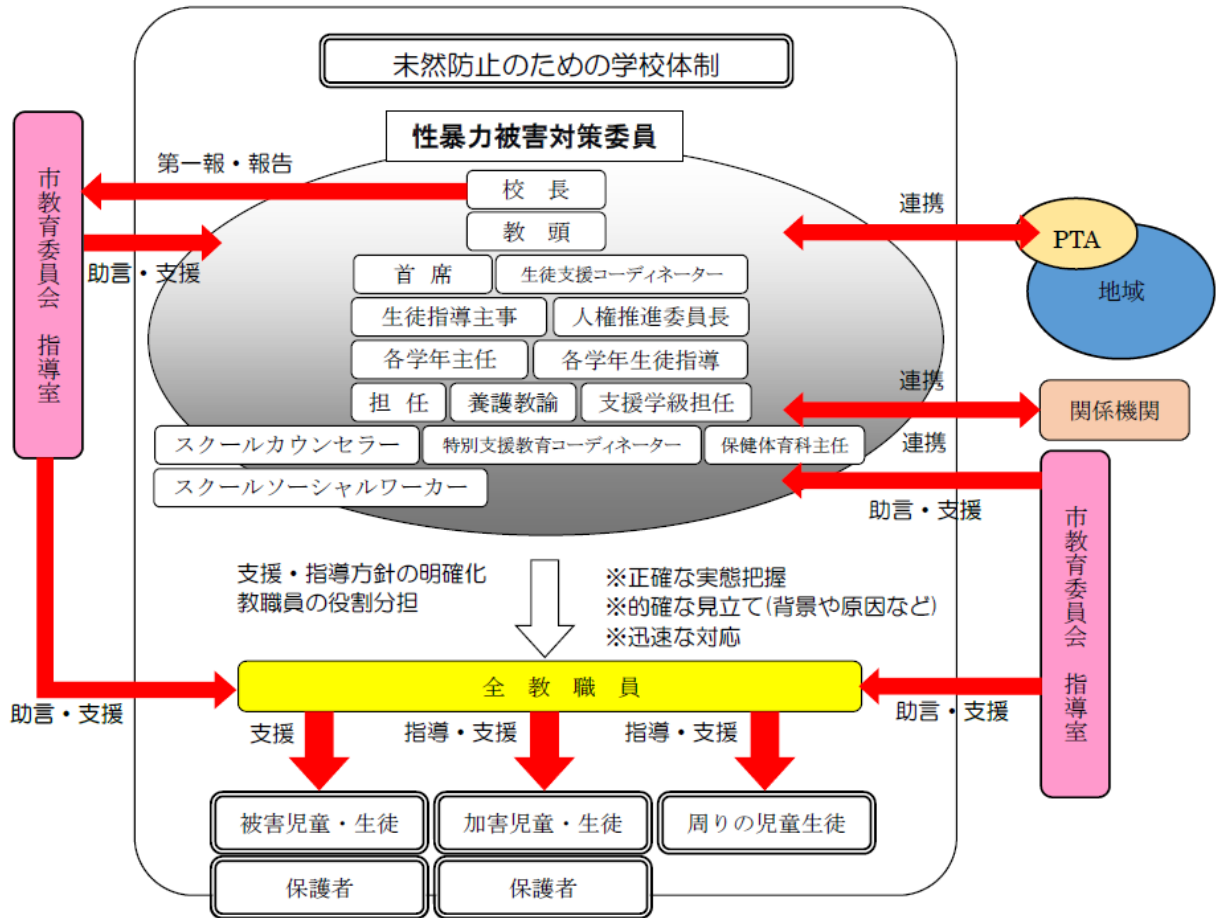 未然防止のための学校体制
性暴力被害対策委員
第一報・報告
校 長
教 頭
助言・支援
連携
PTA
地域
首 席
生徒支援コーディネーター
生徒指導主事
人権推進委員長
各学年主任
各学年生徒指導
担 任
養護教諭
支援学級担任
連携
関係機関
スクールカウンセラー
特別支援教育コーディネーター
保健体育科主任
連携
スクールソーシャルワーカー
助言・支援
市教育委員会 指導室
市教育委員会 指導室
支援・指導方針の明確化
教職員の役割分担
※正確な実態把握
※的確な見立て(背景や原因など)
※迅速な対応
全 教 職 員
助言・支援
助言・支援
支援
指導・支援
指導・支援
被害児童・生徒
加害児童・生徒
周りの児童生徒
保護者
保護者